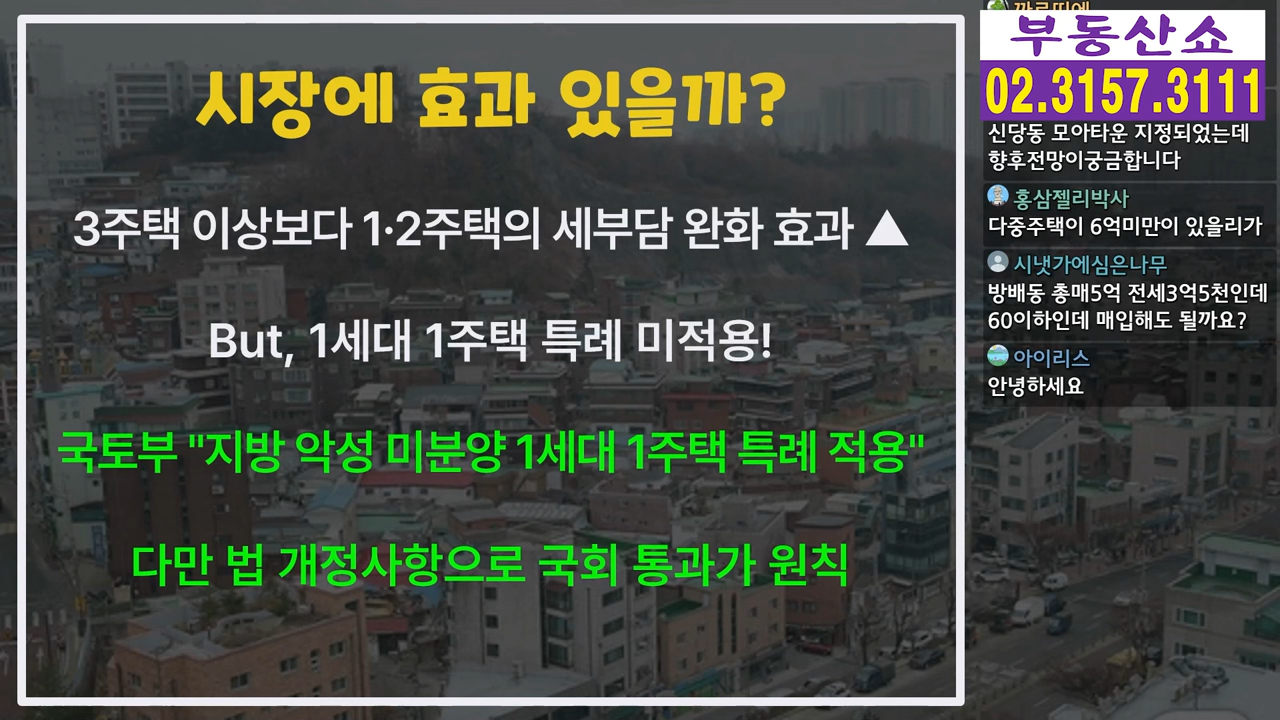 시장에 효과 있을까?
3주택 이상보다 1·2주택의 세부담 완화 효과 ▲
But, 1세대 1주택 특례 미적용!
국토부 "지방 악성 미분양 1세대 1주택 특례 적용"
다만 법 개정사항으로 국회 통과가 원칙
부동산쇼
02.3157.3111
신당동 모아타운 지정되었는데
향후전망이궁금합니다
홍삼젤리박사
다중주택이 6억미만이 있을리가
시냇가에심은나무
방배동 총매5억 전세3억5천인데
60이하인데 매입해도 될까요?
아이리스
안녕하세요